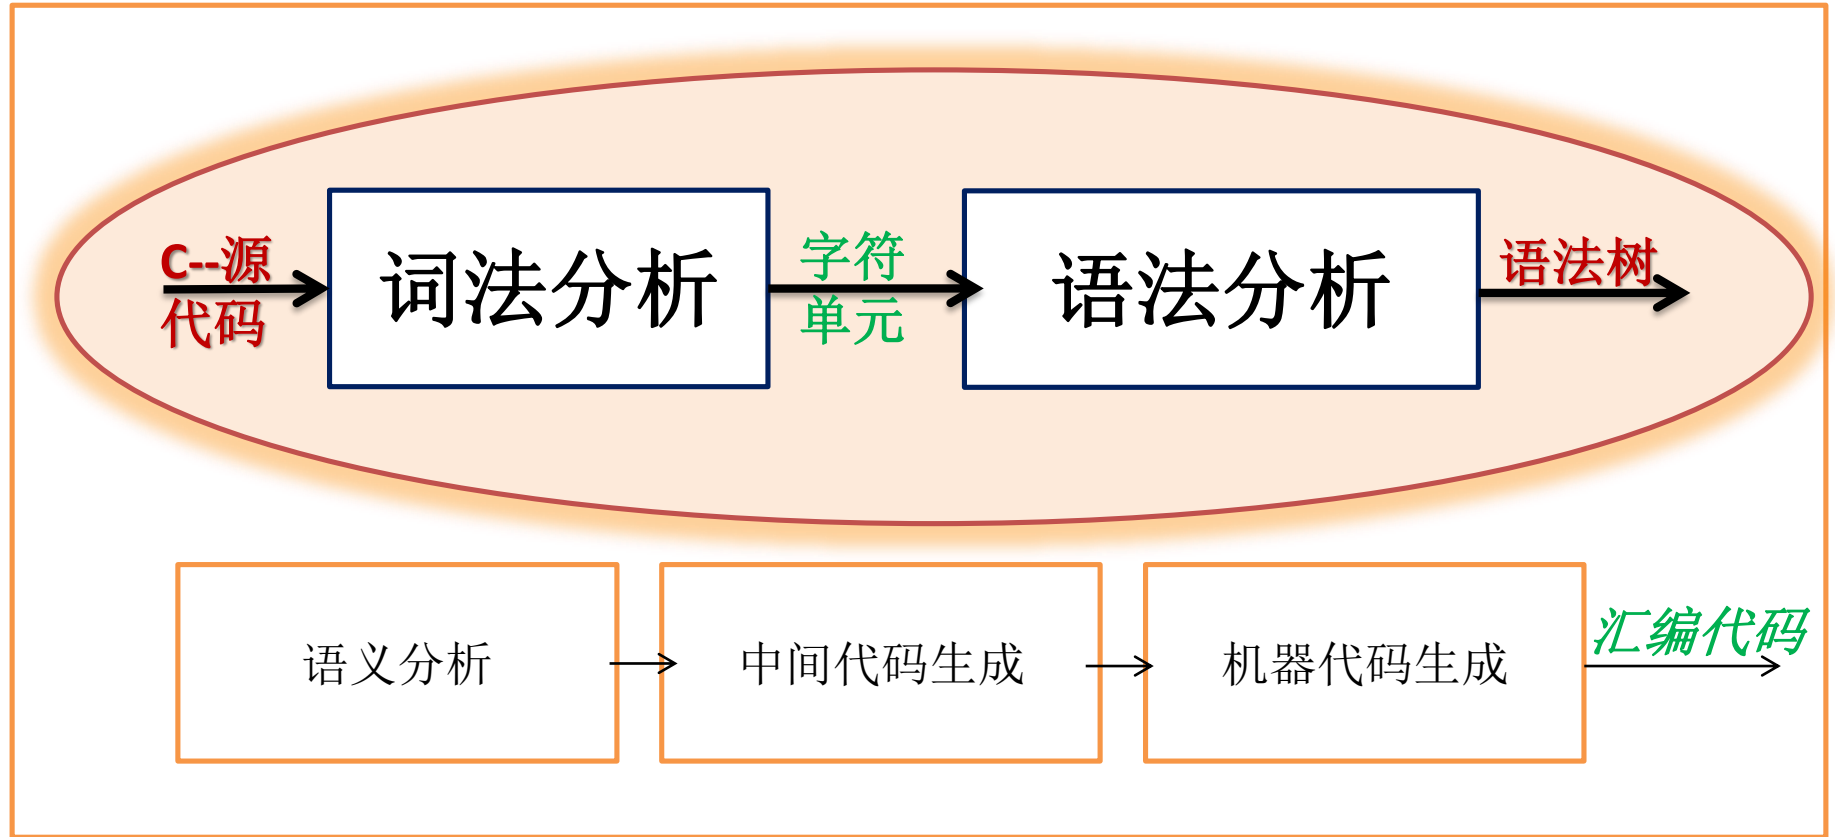 C--源
代码
词法分析
字符
单元
语法分析
语法树
语义分析
中间代码生成
机器代码生成
汇编代码